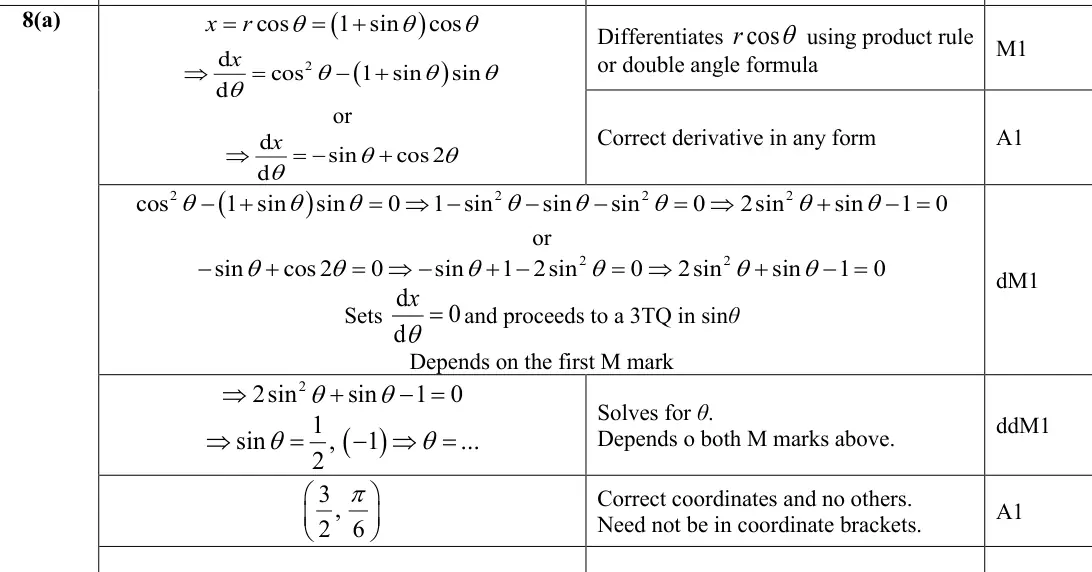 8(a)
x = r cos θ = (1 + sin θ) cos θ
⇒ dx/dθ = cos² θ − (1 + sin θ) sin θ
or
⇒ dx/dθ = −sin θ + cos 2θ
Differentiates r cos θ using product rule
or double angle formula
M1
Correct derivative in any form
A1
cos² θ − (1 + sin θ) sin θ = 0 ⇒ 1 − sin² θ − sin θ − sin² θ = 0 ⇒ 2 sin² θ + sin θ − 1 = 0
or
−sin θ + cos 2θ = 0 ⇒ −sin θ + 1 − 2 sin² θ = 0 ⇒ 2 sin² θ + sin θ − 1 = 0
Sets dx/dθ = 0 and proceeds to a 3TQ in sinθ
Depends on the first M mark
dM1
⇒ 2 sin² θ + sin θ − 1 = 0
⇒ sin θ = 1/2, (−1) ⇒ θ = ...
Solves for θ.
Depends o both M marks above.
ddM1
(3/2, π/6)
Correct coordinates and no others.
Need not be in coordinate brackets.
A1